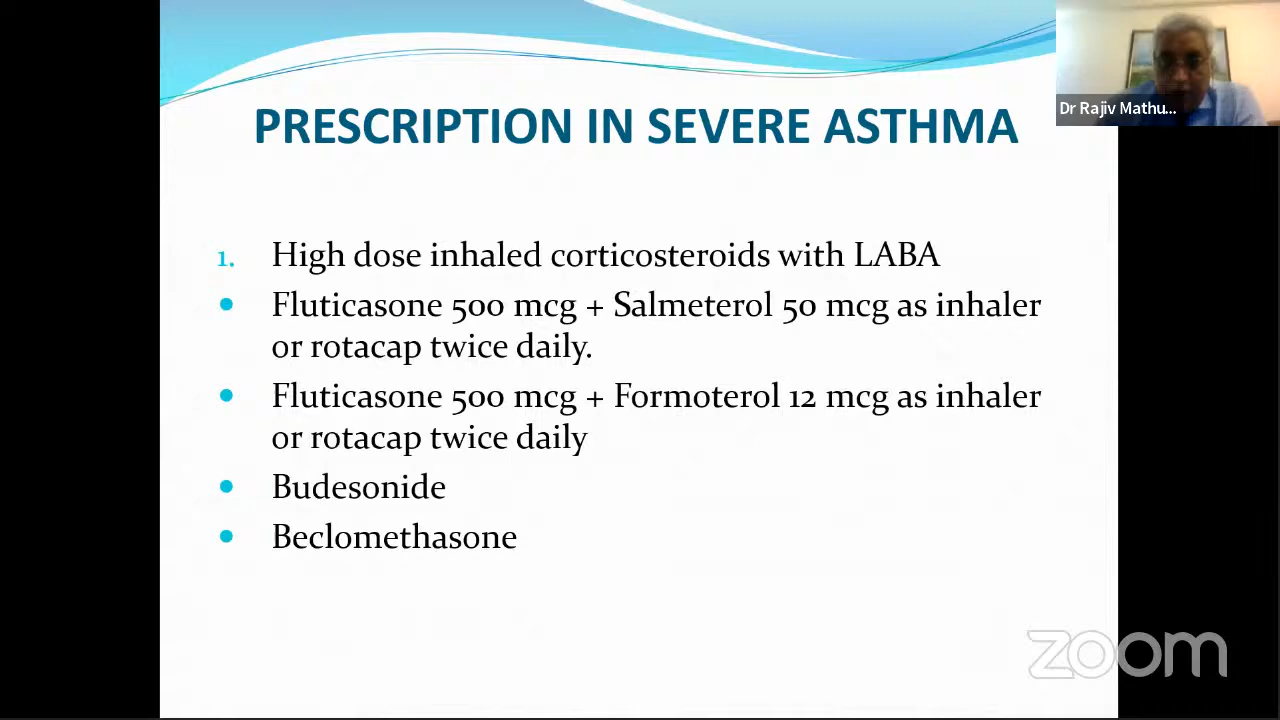 Dr Rajiv Mathu...
PRESCRIPTION IN SEVERE ASTHMA
1. High dose inhaled corticosteroids with LABA
• Fluticasone 500 mcg + Salmeterol 50 mcg as inhaler
or rotacap twice daily.
• Fluticasone 500 mcg + Formoterol 12 mcg as inhaler
or rotacap twice daily
• Budesonide
• Beclomethasone
zoom